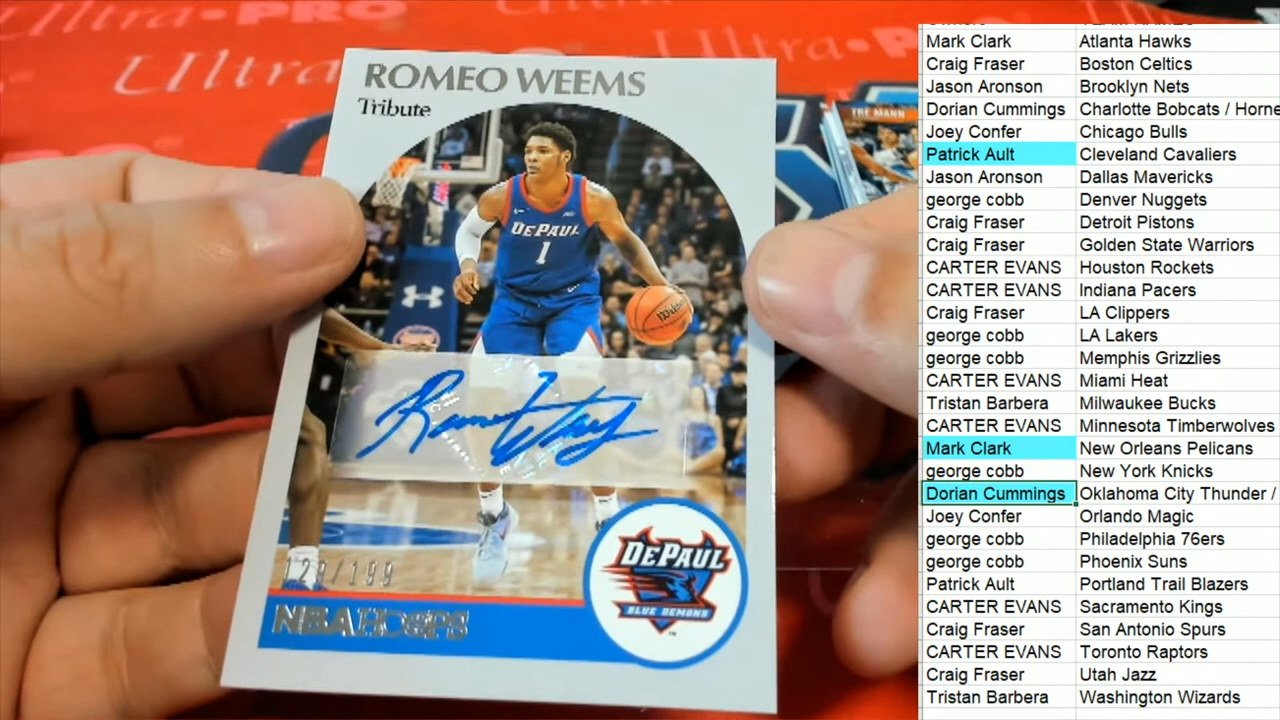 Ultra•PRO
Ultra•PRO
ROMEO WEEMS
Tribute
TRE MANN
DEPAUL
1
Wilson
129/199
NBA HOOPS
DEPAUL
BLUE DEMONS
Mark Clark Atlanta Hawks
Craig Fraser Boston Celtics
Jason Aronson Brooklyn Nets
Dorian Cummings Charlotte Bobcats / Horne
Joey Confer Chicago Bulls
Patrick Ault Cleveland Cavaliers
Jason Aronson Dallas Mavericks
george cobb Denver Nuggets
Craig Fraser Detroit Pistons
Craig Fraser Golden State Warriors
CARTER EVANS Houston Rockets
CARTER EVANS Indiana Pacers
Craig Fraser LA Clippers
george cobb LA Lakers
george cobb Memphis Grizzlies
CARTER EVANS Miami Heat
Tristan Barbera Milwaukee Bucks
CARTER EVANS Minnesota Timberwolves
Mark Clark New Orleans Pelicans
george cobb New York Knicks
Dorian Cummings Oklahoma City Thunder /
Joey Confer Orlando Magic
george cobb Philadelphia 76ers
george cobb Phoenix Suns
Patrick Ault Portland Trail Blazers
CARTER EVANS Sacramento Kings
Craig Fraser San Antonio Spurs
CARTER EVANS Toronto Raptors
Craig Fraser Utah Jazz
Tristan Barbera Washington Wizards